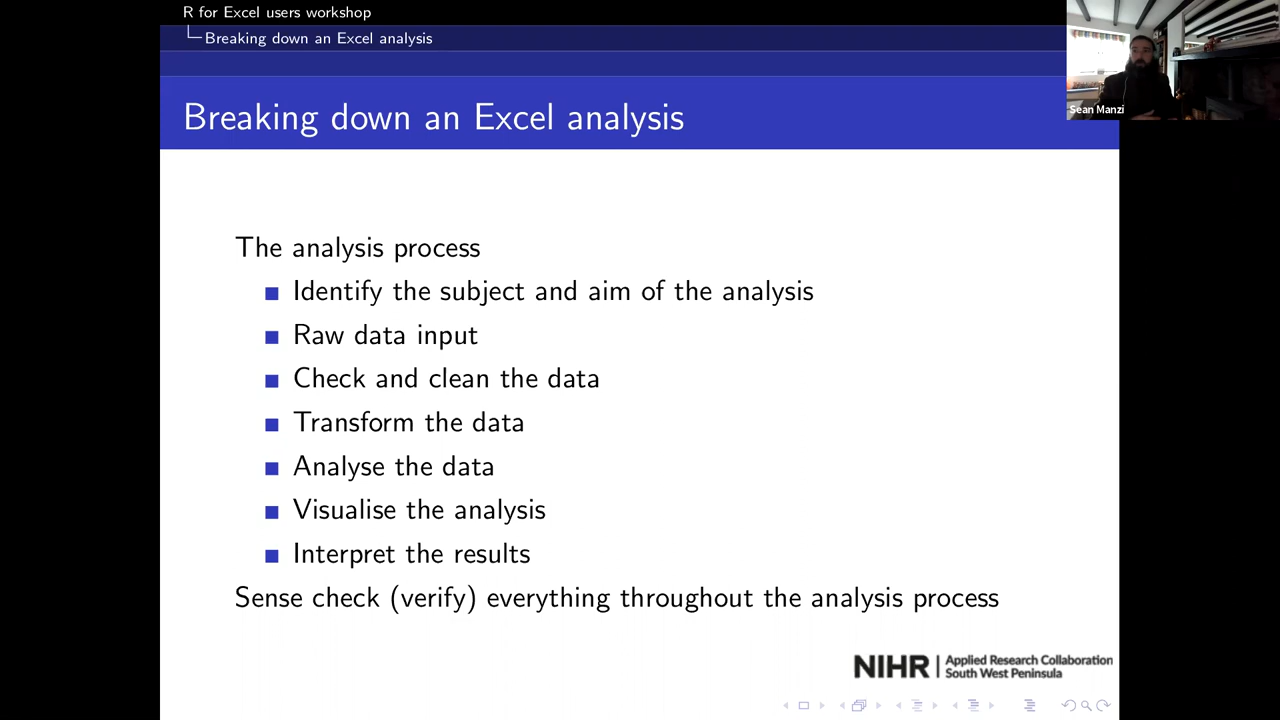 R for Excel users workshop
Breaking down an Excel analysis
Breaking down an Excel analysis
Sean Manzi
The analysis process
Identify the subject and aim of the analysis
Raw data input
Check and clean the data
Transform the data
Analyse the data
Visualise the analysis
Interpret the results
Sense check (verify) everything throughout the analysis process
NIHR | Applied Research Collaboration
South West Peninsula